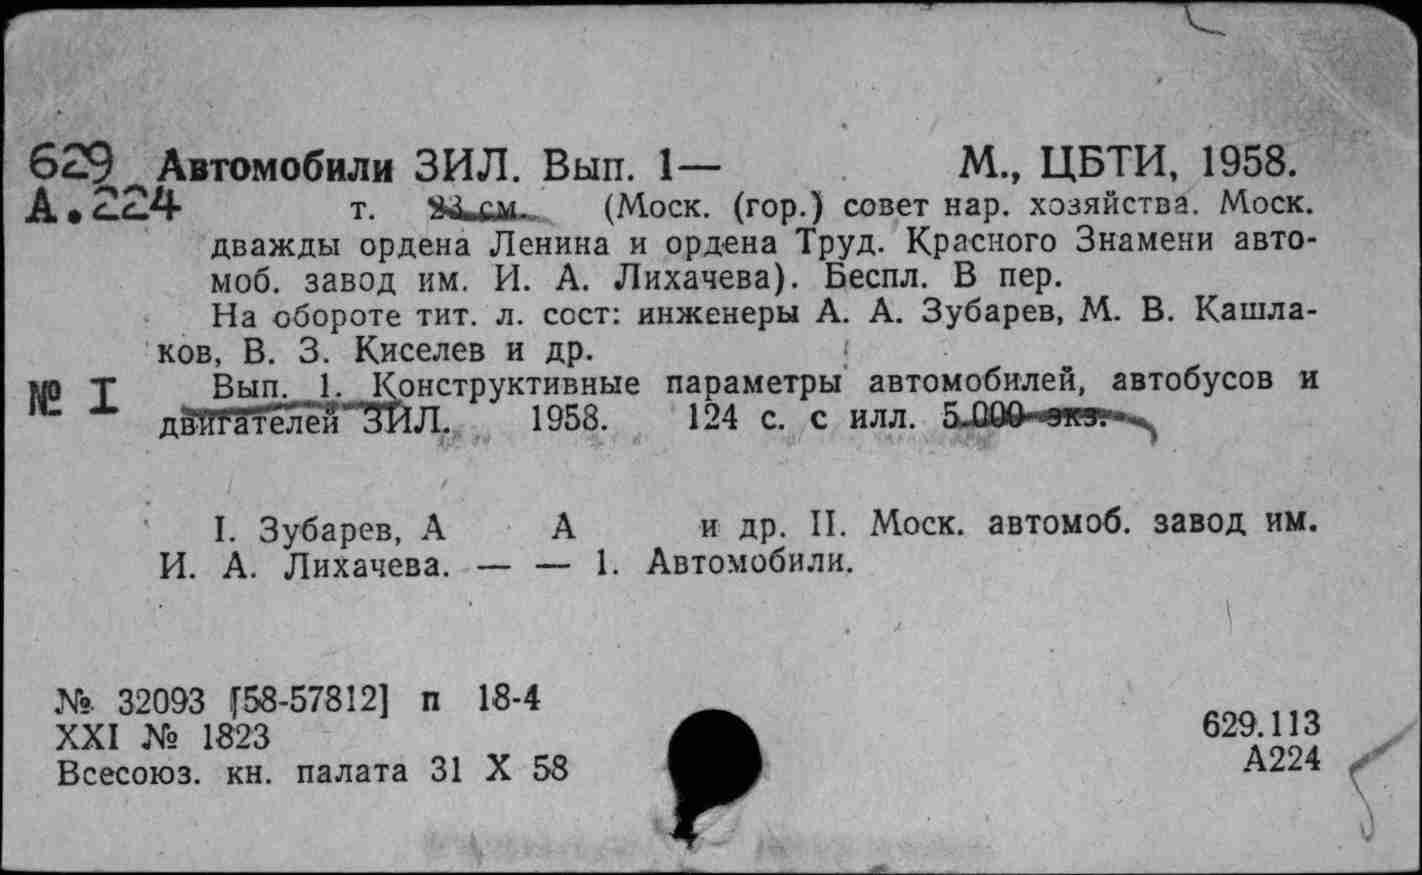 629 Автомобили ЗИЛ. Вып. 1— М., ЦБТИ, 1958.
А.224 т. см. (Моск. (гор.) совет нар. хозяйства. Моск.
дважды ордена Ленина и ордена Труд. Красного Знамени авто-
моб. завод им. И. А. Лихачева). Беспл. В пер.
На обороте тит. л. сост: инженеры А. А. Зубарев, М. В. Кашла-
ков, В. З. Киселев и др.
№ I Вып. 1. Конструктивные параметры автомобилей, автобусов и
двигателей ЗИЛ. 1958. 124 с. с илл. 5.000 экз.
I. Зубарев, А А и др. II. Моск. автомоб. завод им.
И. А. Лихачева. — — 1. Автомобили.
№ 32093 [58-57812] п 18-4
XXI № 1823
Всесоюз. кн. палата 31 X 58
629.113
А224